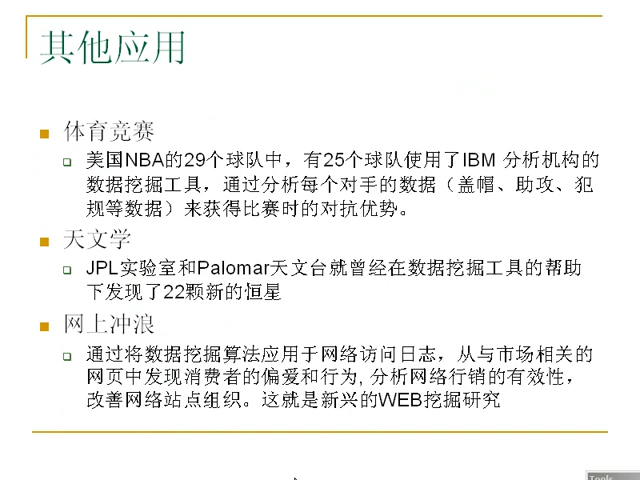 其他应用
体育竞赛
美国NBA的29个球队中，有25个球队使用了IBM 分析机构的
数据挖掘工具，通过分析每个对手的数据（盖帽、助攻、犯
规等数据）来获得比赛时的对抗优势。
天文学
JPL实验室和Palomar天文台就曾经在数据挖掘工具的帮助
下发现了22颗新的恒星
网上冲浪
通过将数据挖掘算法应用于网络访问日志，从与市场相关的
网页中发现消费者的偏爱和行为, 分析网络行销的有效性，
改善网络站点组织。这就是新兴的WEB挖掘研究
Tools